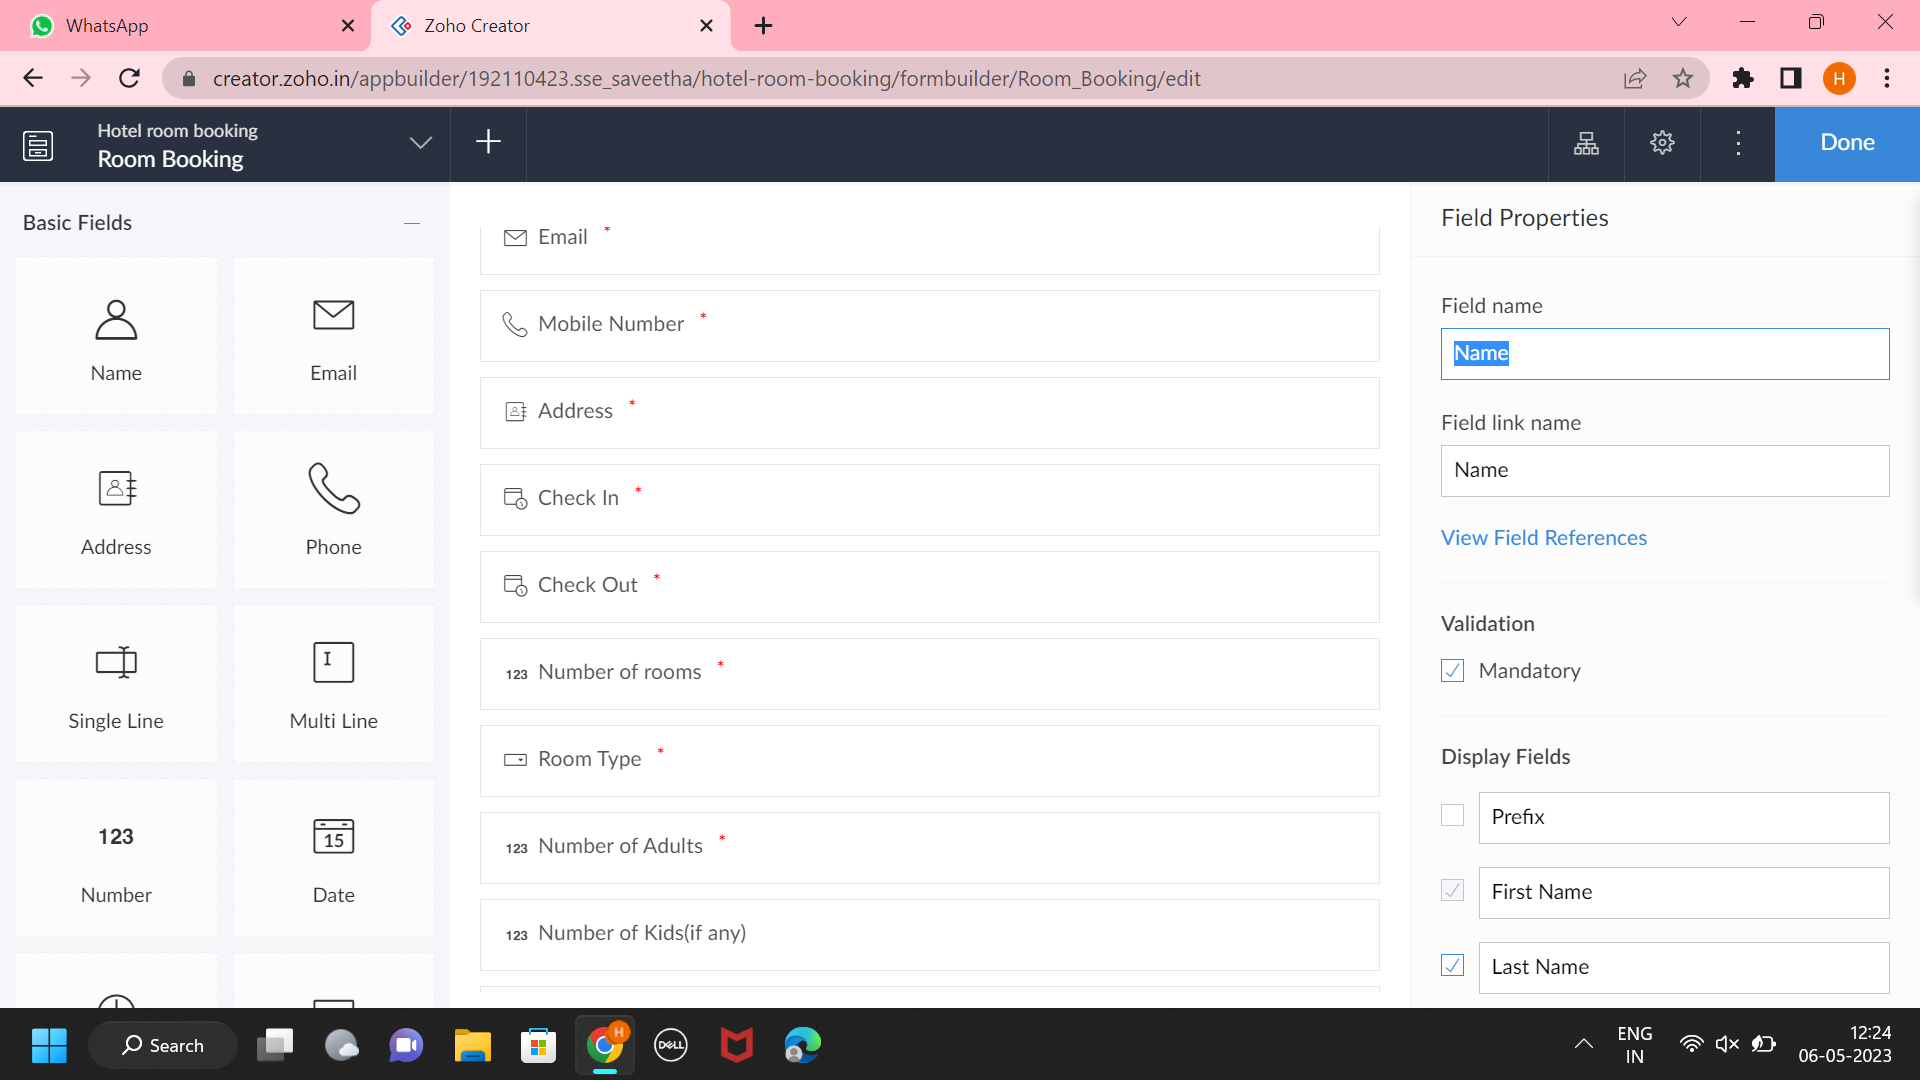 WhatsApp
Zoho Creator
creator.zoho.in/appbuilder/192110423.sse_saveetha/hotel-room-booking/formbuilder/Room_Booking/edit
H
Hotel room booking
Room Booking
Done
Basic Fields
Name
Email
Address
Phone
Single Line
Multi Line
123
Number
15
Date
Email *
Mobile Number *
Address *
Check In *
Check Out *
123 Number of rooms *
Room Type *
123 Number of Adults *
123 Number of Kids(if any)
Field Properties
Field name
Name
Field link name
Name
View Field References
Validation
Mandatory
Display Fields
Prefix
First Name
Last Name
Search
H
DELL
ENG
IN
12:24
06-05-2023